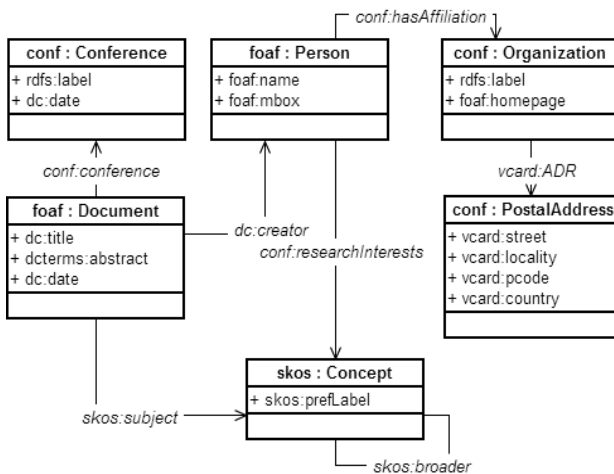 conf:hasAffiliation
conf : Conference
+ rdfs:label
+ dc:date
foaf : Person
+ foaf:name
+ foaf:mbox
conf : Organization
+ rdfs:label
+ foaf:homepage
conf:conference
vcard:ADR
foaf : Document
+ dc:title
+ dcterms:abstract
+ dc:date
dc:creator
conf:researchInterests
conf : PostalAddress
+ vcard:street
+ vcard:locality
+ vcard:pcode
+ vcard:country
skos : Concept
+ skos:prefLabel
skos:subject
skos:broader